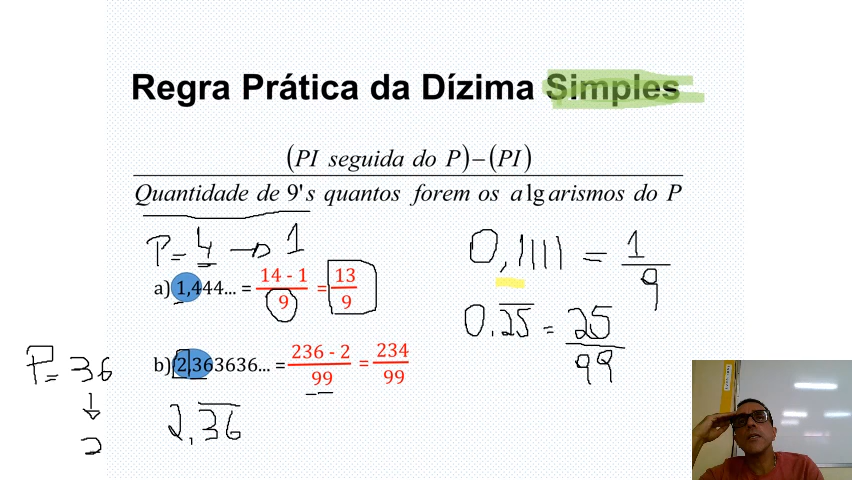 Regra Prática da Dízima Simples
(PI seguida do P)-(PI)
Quantidade de 9's quantos forem os algarismos do P
P= 4 → 1
a) 1,444... = 14 - 1 / 9 = 13 / 9
b) 2,363636... = 236 - 2 / 99 = 234 / 99
2,36
P= 36
↓
2
0,1111 = 1 / 9
0.25 = 25 / 99